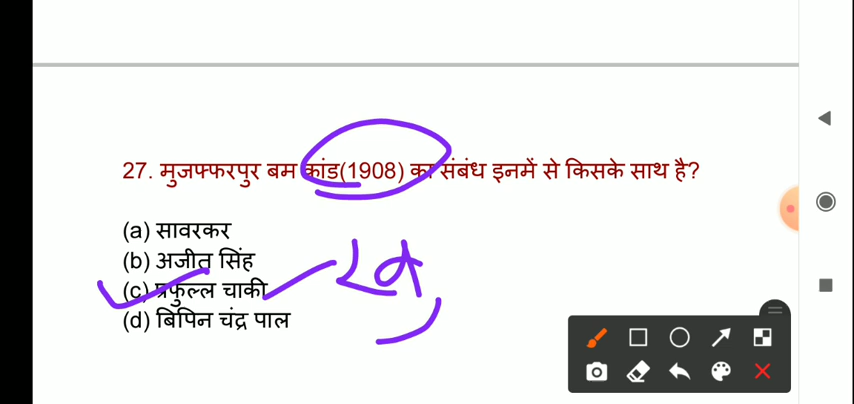 27. मुजफ्फरपुर बम कांड(1908) का संबंध इनमें से किसके साथ है?
(a) सावरकर
(b) अजीत सिंह
(c) प्रफुल्ल चाकी
(d) बिपिन चंद्र पाल